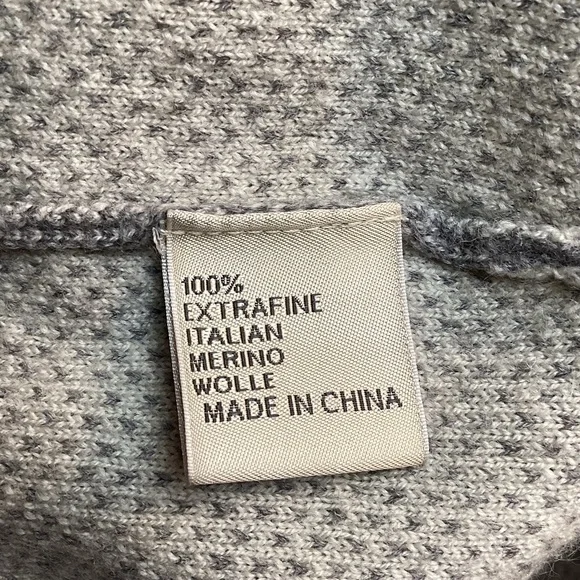 100%
EXTRAFINE
ITALIAN
MERINO
WOLLE
MADE IN CHINA